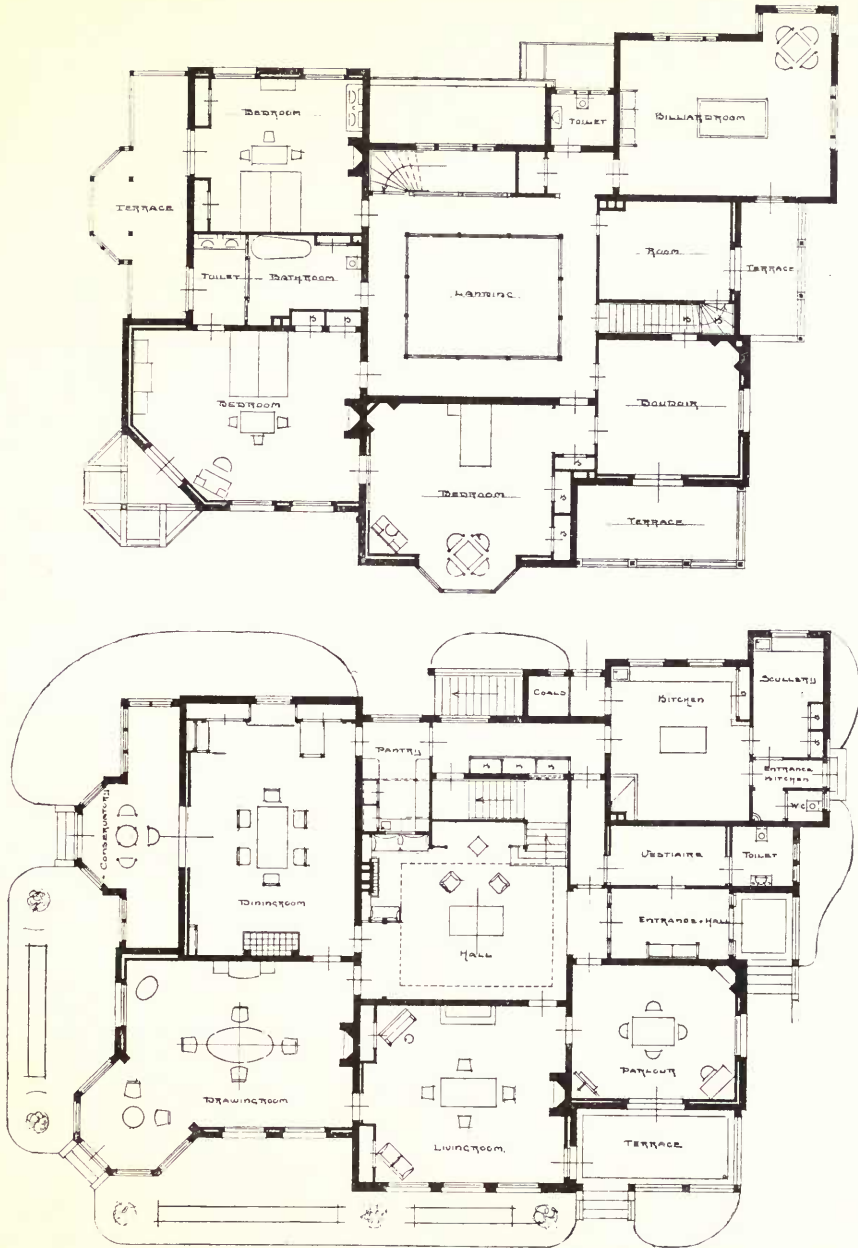 BEDROOM
TOILET
BILLIARDROOM
TERRACE
ROOM
TERRACE
TOILET
BATHROOM
LANDING
K
K
K
K
BEDROOM
BOUDOIR
K
BEDROOM
K
TERRACE
K
COALS
KITCHEN
SCULLERY
K
PANTRY
K
K
K
K
K
ENTRANCE
KITCHEN
WC
CONSERVATORY
VESTIAIRE
TOILET
DININGROOM
ENTRANCE-HALL
HALL
PARLOUR
DRAWINGROOM
LIVINGROOM.
TERRACE